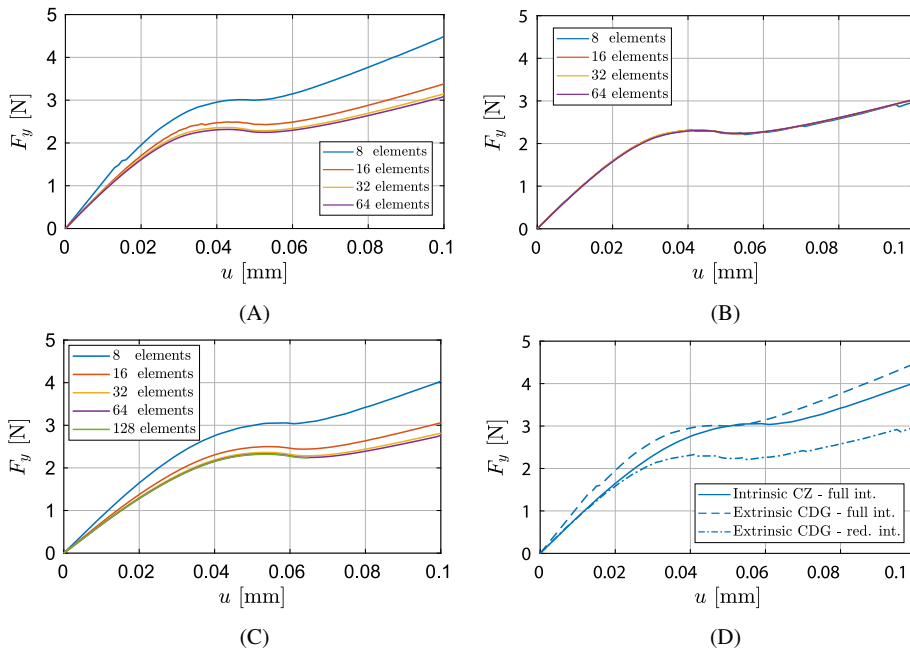 5
4
3
2
1
0
F_y [N]
8 elements
16 elements
32 elements
64 elements
0 0.02 0.04 0.06 0.08 0.1
u [mm]
(A)
5
4
3
2
1
0
F_y [N]
8 elements
16 elements
32 elements
64 elements
0 0.02 0.04 0.06 0.08 0.1
u [mm]
(B)
5
4
3
2
1
0
F_y [N]
8 elements
16 elements
32 elements
64 elements
128 elements
0 0.02 0.04 0.06 0.08 0.1
u [mm]
(C)
5
4
3
2
1
0
F_y [N]
Intrinsic CZ - full int.
Extrinsic CDG - full int.
Extrinsic CDG - red. int.
0 0.02 0.04 0.06 0.08 0.1
u [mm]
(D)